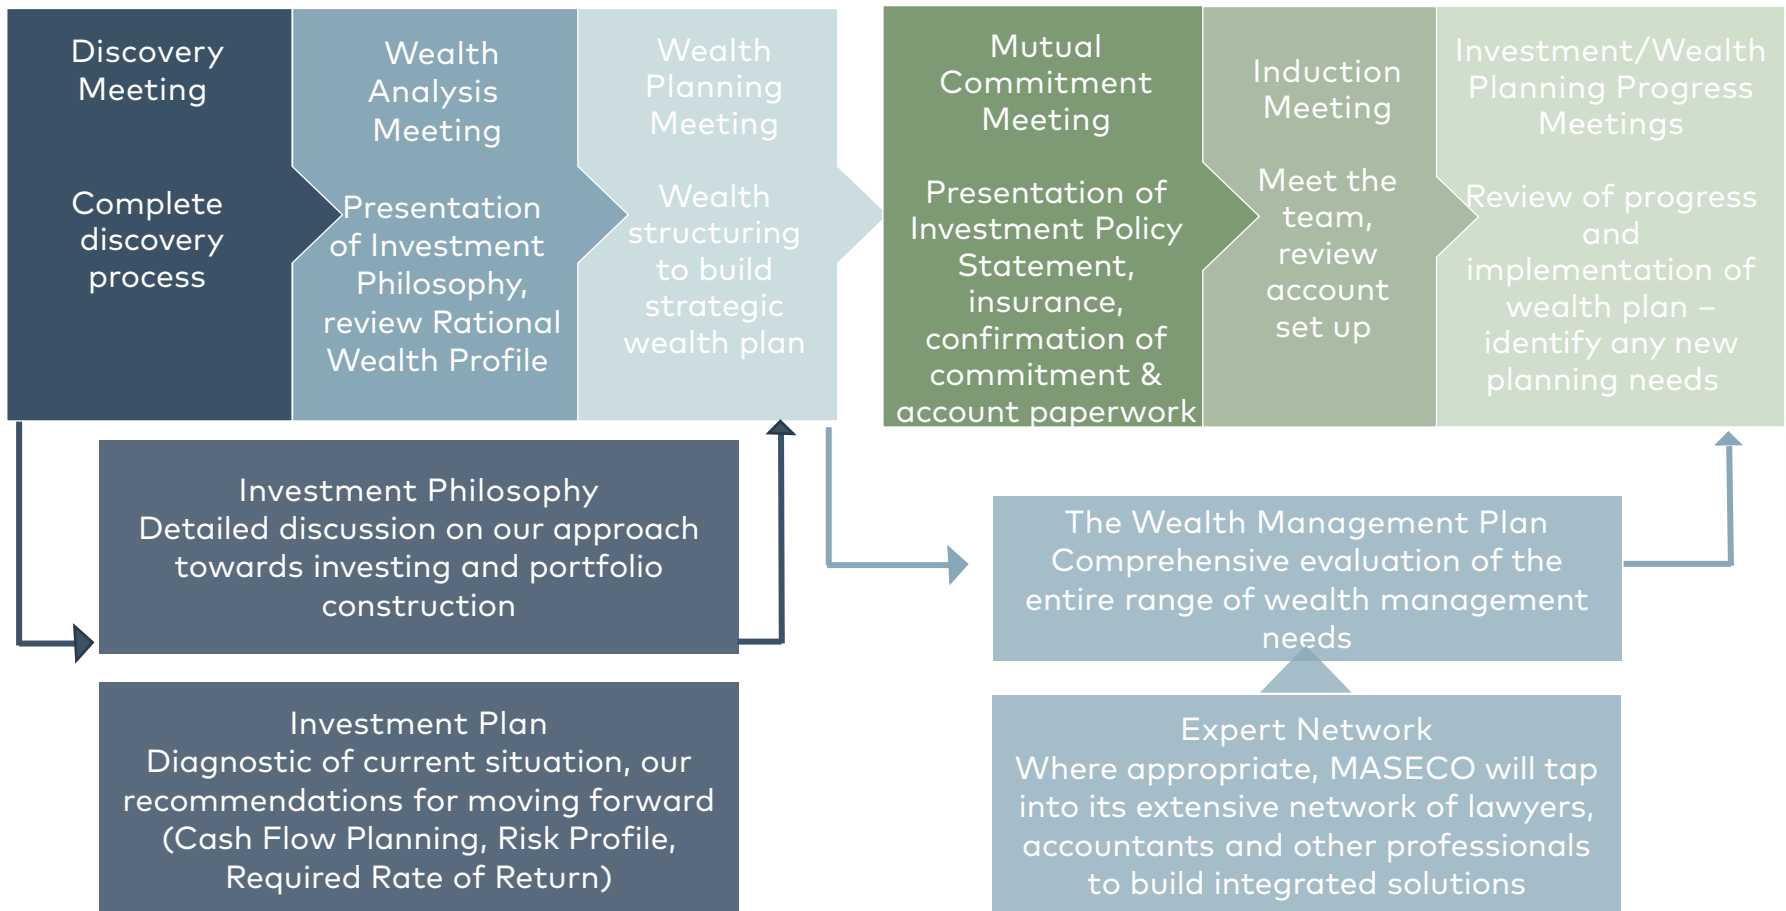 Discovery
Meeting
Complete
discovery
process
Wealth
Analysis
Meeting
Presentation
of Investment
Philosophy,
review Rational
Wealth Profile
Wealth
Planning
Meeting
Wealth
structuring
to build
strategic
wealth plan
Mutual
Commitment
Meeting
Presentation of
Investment Policy
Statement,
insurance,
confirmation of
commitment &
account paperwork
Induction
Meeting
Meet the
team,
review
account
set up
Investment/Wealth
Planning Progress
Meetings
Review of progress
and
implementation of
wealth plan –
identify any new
planning needs
Investment Philosophy
Detailed discussion on our approach
towards investing and portfolio
construction
Investment Plan
Diagnostic of current situation, our
recommendations for moving forward
(Cash Flow Planning, Risk Profile,
Required Rate of Return)
The Wealth Management Plan
Comprehensive evaluation of the
entire range of wealth management
needs
Expert Network
Where appropriate, MASECO will tap
into its extensive network of lawyers,
accountants and other professionals
to build integrated solutions